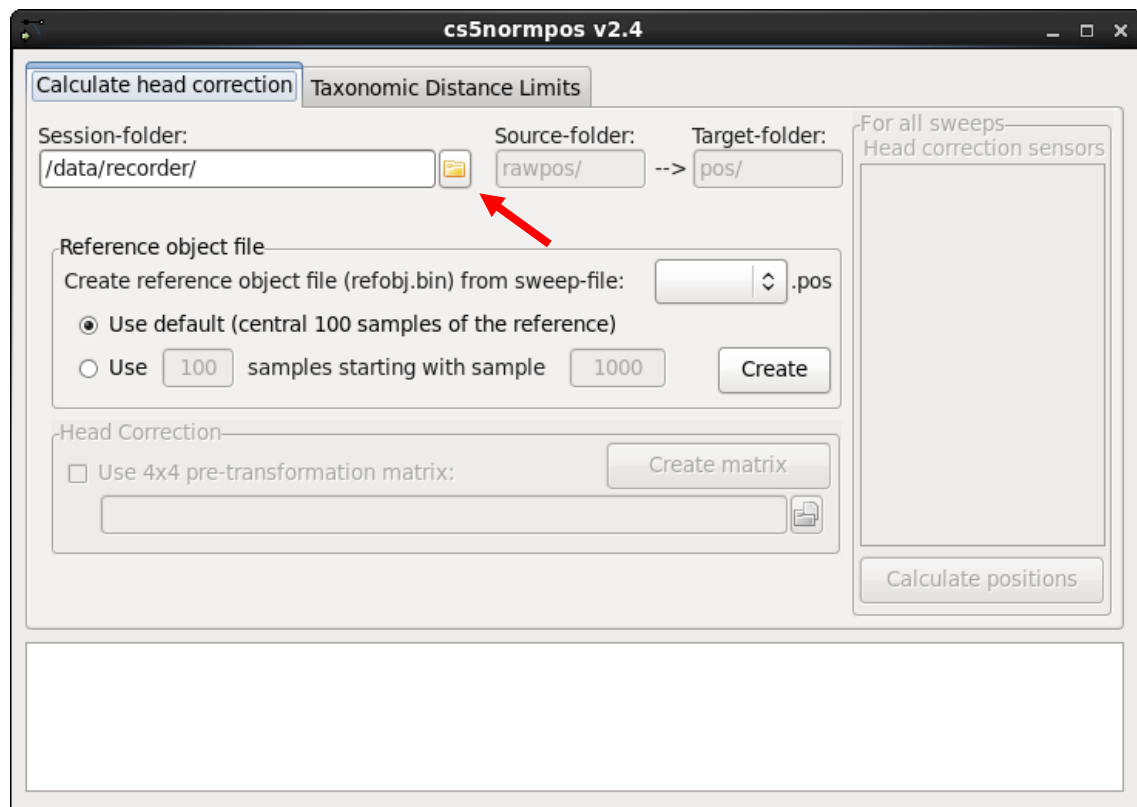 cs5normpos v2.4
Calculate head correction
Taxonomic Distance Limits
Session-folder:
Source-folder:
Target-folder:
/data/recorder/
rawpos/
-->
pos/
For all sweeps
Head correction sensors
Reference object file
Create reference object file (refobj.bin) from sweep-file:
.pos
Use default (central 100 samples of the reference)
Use 100 samples starting with sample 1000
Create
Head Correction
Use 4x4 pre-transformation matrix:
Create matrix
Calculate positions